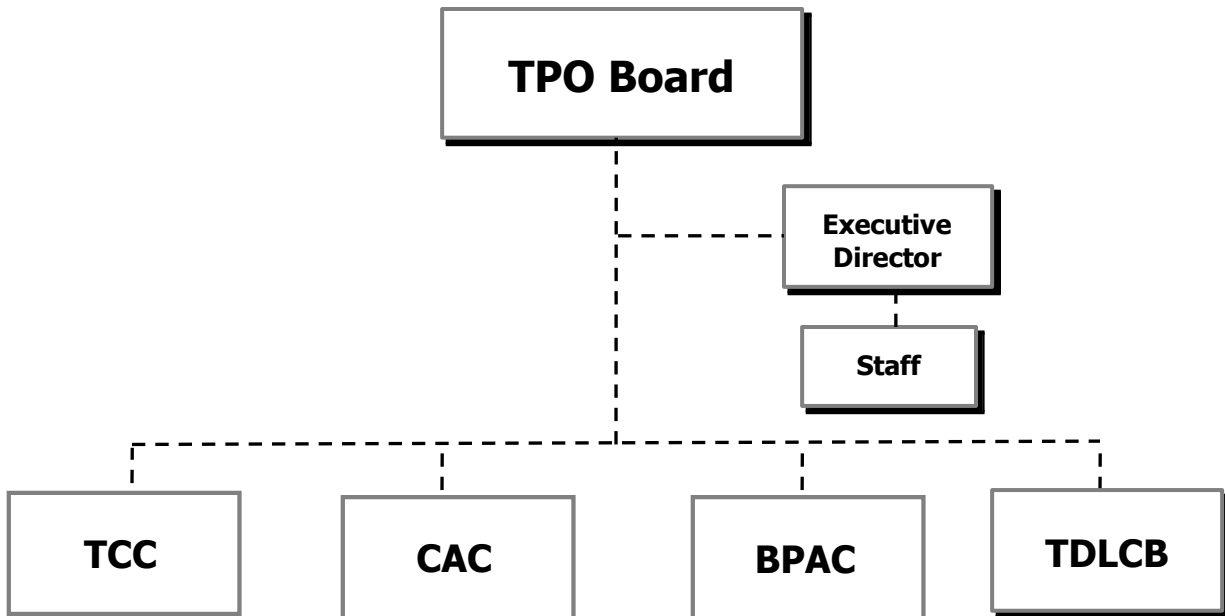 TPO Board
Executive
Director
Staff
TCC
CAC
BPAC
TDLCB